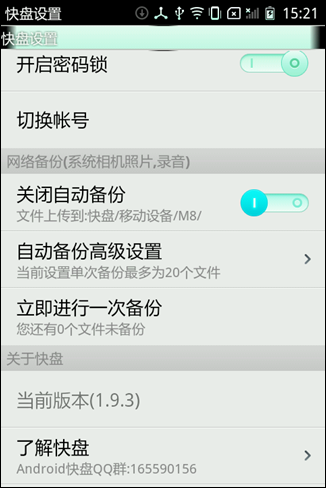 快盘设置 15:21
快盘设置
开启密码锁
切换帐号
网络备份(系统相机照片,录音)
关闭自动备份
文件上传到:快盘/移动设备/M8/
自动备份高级设置
当前设置单次备份最多为20个文件
立即进行一次备份
您还有0个文件未备份
关于快盘
当前版本(1.9.3)
了解快盘
Android快盘QQ群:165590156